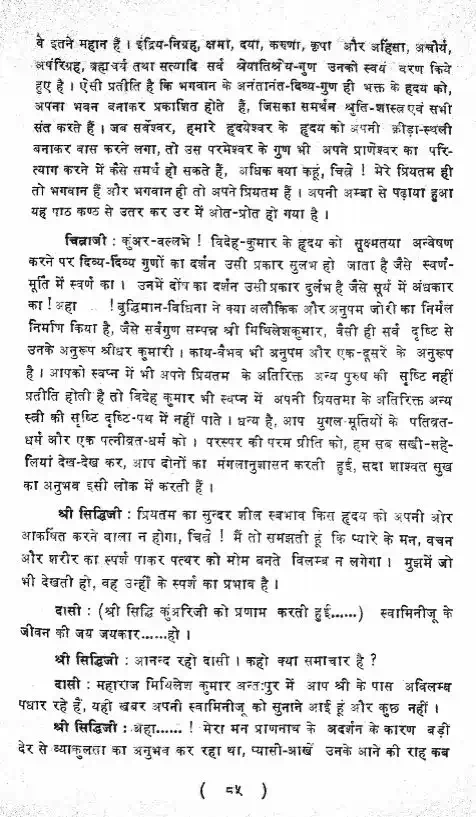 वे इतने महान हैं । इंद्रिय-निग्रह, क्षमा, दया, करुणा, कृपा और अहिंसा, अचौर्य,
अपरिग्रह, ब्रह्मचर्य तथा सत्यादि सर्व श्रेयातिश्रेय-गुण उनको स्वयं वरण किये
हुए है । ऐसी प्रतीति है कि भगवान के अनंतानंत-दिव्य-गुण ही भक्त के हृदय को,
अपना भवन बनाकर प्रकाशित होते हैं, जिसका समर्थन श्रुति-शास्त्र एवं सभी
संत करते हैं । जब सर्वेश्वर, हमारे हृदयेश्वर के हृदय को अपनी क्रीड़ा-स्थली
बनाकर वास करने लगा, तो उस परमेश्वर के गुण भी अपने प्राणेश्वर का परि-
त्याग करने में कैसे समर्थ हो सकते हैं, अधिक क्या कहूं, चित्रे ! मेरे प्रियतम ही
तो भगवान हैं और भगवान ही तो अपने प्रियतम हैं । अपनी अम्बा से पढ़ाया हुआ
यह पाठ कण्ठ से उतर कर उर में ओत-प्रोत हो गया है ।
चित्राजी : कुंअर-वल्लभे ! विदेह-कुमार के हृदय को सूक्ष्मतया अन्वेषण
करने पर दिव्य-दिव्य गुणों का दर्शन उसी प्रकार सुलभ हो जाता है जैसे स्वर्ण-
मूर्ति में स्वर्ण का । उनमें दोष का दर्शन उसी प्रकार दुर्लभ है जैसे सूर्य में अंधकार
का ! अहा ! बुद्धिमान-विधिना ने क्या अलौकिक और अनुपम जोरी का निर्मल
निर्माण किया है, जैसे सर्वगुण सम्पन्न श्री मिथिलेशकुमार, वैसी ही सर्व दृष्टि से
उनके अनुरूप श्रीधर कुमारी । काय-वैभव भी अनुपम और एक-दूसरे के अनुरूप
है । आपको स्वप्न में भी अपने प्रियतम के अतिरिक्त अन्य पुरुष की सृष्टि नहीं
प्रतीति होती है तो विदेह कुमार भी स्वप्न में अपनी प्रियतमा के अतिरिक्त अन्य
स्त्री की सृष्टि दृष्टि-पथ में नहीं पाते । धन्य है, आप युगल-मूर्तियों के पतिव्रत-
धर्म और एक पत्नीव्रत-धर्म को । परस्पर की परम प्रीति को, हम सब सखी-सहे-
लियां देख-देख कर, आप दोनों का मंगलानुशासन करती हुई, सदा शाश्वत सुख
का अनुभव इसी लोक में करती हैं ।
श्री सिद्धिजी : प्रियतम का सुन्दर शील स्वभाव किस हृदय को अपनी ओर
आकर्षित करने वाला न होगा, चित्रे ! मैं तो समझती हूं कि प्यारे के मन, वचन
और शरीर का स्पर्श पाकर पत्थर को मोम बनते विलम्ब न लगेगा । मुझमें जो
भी देखती हो, वह उन्हीं के स्पर्श का प्रभाव है ।
दासी : (श्री सिद्धि कुंअरिजी को प्रणाम करती हुई......) स्वामिनीजू के
जीवन की जय जयकार......हो ।
श्री सिद्धिजी : आनन्द रहो दासी । कहो क्या समाचार है ?
दासी : महाराज मिथिलेश कुमार अन्तःपुर में आप श्री के पास अविलम्ब
पधार रहे हैं, यही खबर अपनी स्वामिनीजू को सुनाने आई हूं और कुछ नहीं ।
श्री सिद्धिजी : अहा...... ! मेरा मन प्राणनाथ के अदर्शन के कारण बड़ी
देर से व्याकुलता का अनुभव कर रहा था, प्यासी-आखें उनके आने की राह कब
( ८५ )